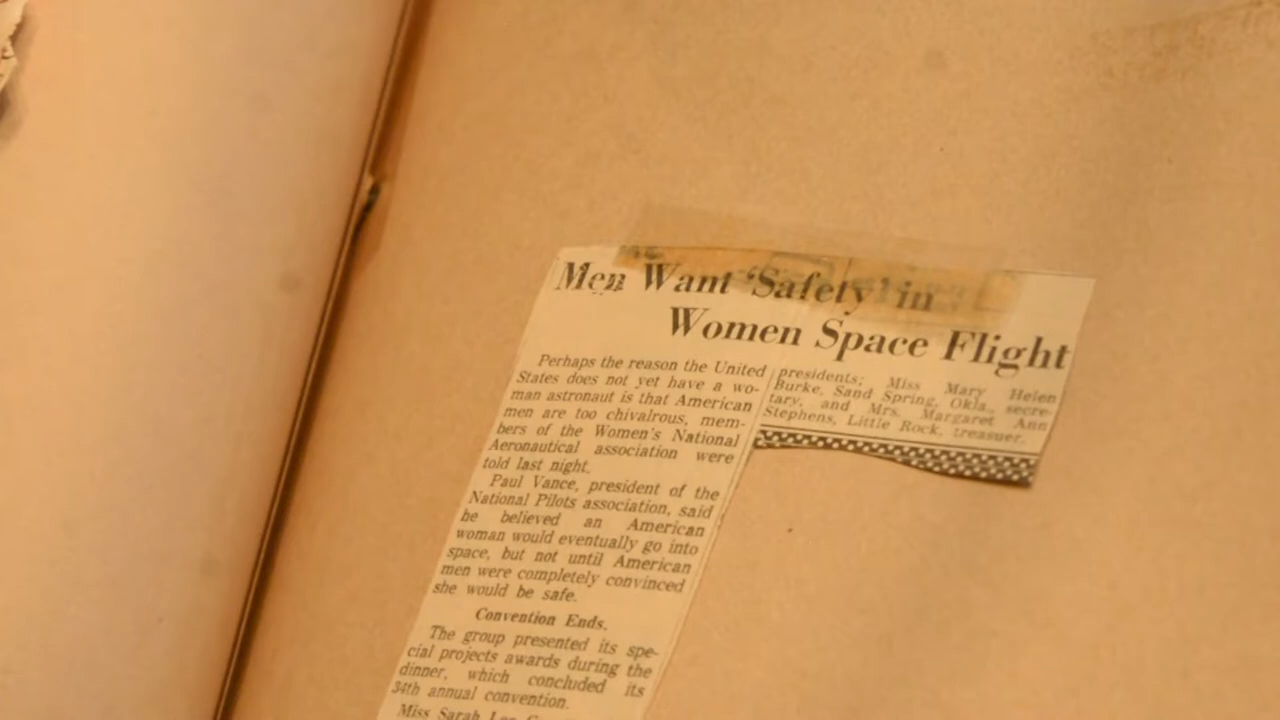 Men Want 'Safety' in
Women Space Flight
Perhaps the reason the United
States does not yet have a wo-
man astronaut is that American
men are too chivalrous, mem-
bers of the Women's National
Aeronautical association were
told last night.
Paul Vance, president of the
National Pilots association, said
he believed an American
woman would eventually go into
space, but not until American
men were completely convinced
she would be safe.
Convention Ends.
The group presented its spe-
cial projects awards during the
dinner, which concluded its
34th annual convention.
Miss Sarah Lee
presidents; Miss Mary Helen
Burke, Sand Spring, Okla., secre-
tary, and Mrs. Margaret Ann
Stephens, Little Rock, treasurer.